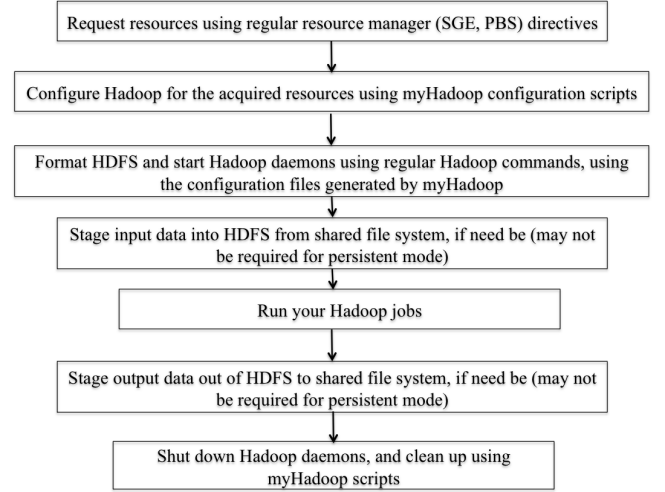 Request resources using regular resource manager (SGE, PBS) directives
Configure Hadoop for the acquired resources using myHadoop configuration scripts
Format HDFS and start Hadoop daemons using regular Hadoop commands, using
the configuration files generated by myHadoop
Stage input data into HDFS from shared file system, if need be (may not
be required for persistent mode)
Run your Hadoop jobs
Stage output data out of HDFS to shared file system, if need be (may not
be required for persistent mode)
Shut down Hadoop daemons, and clean up using
myHadoop scripts